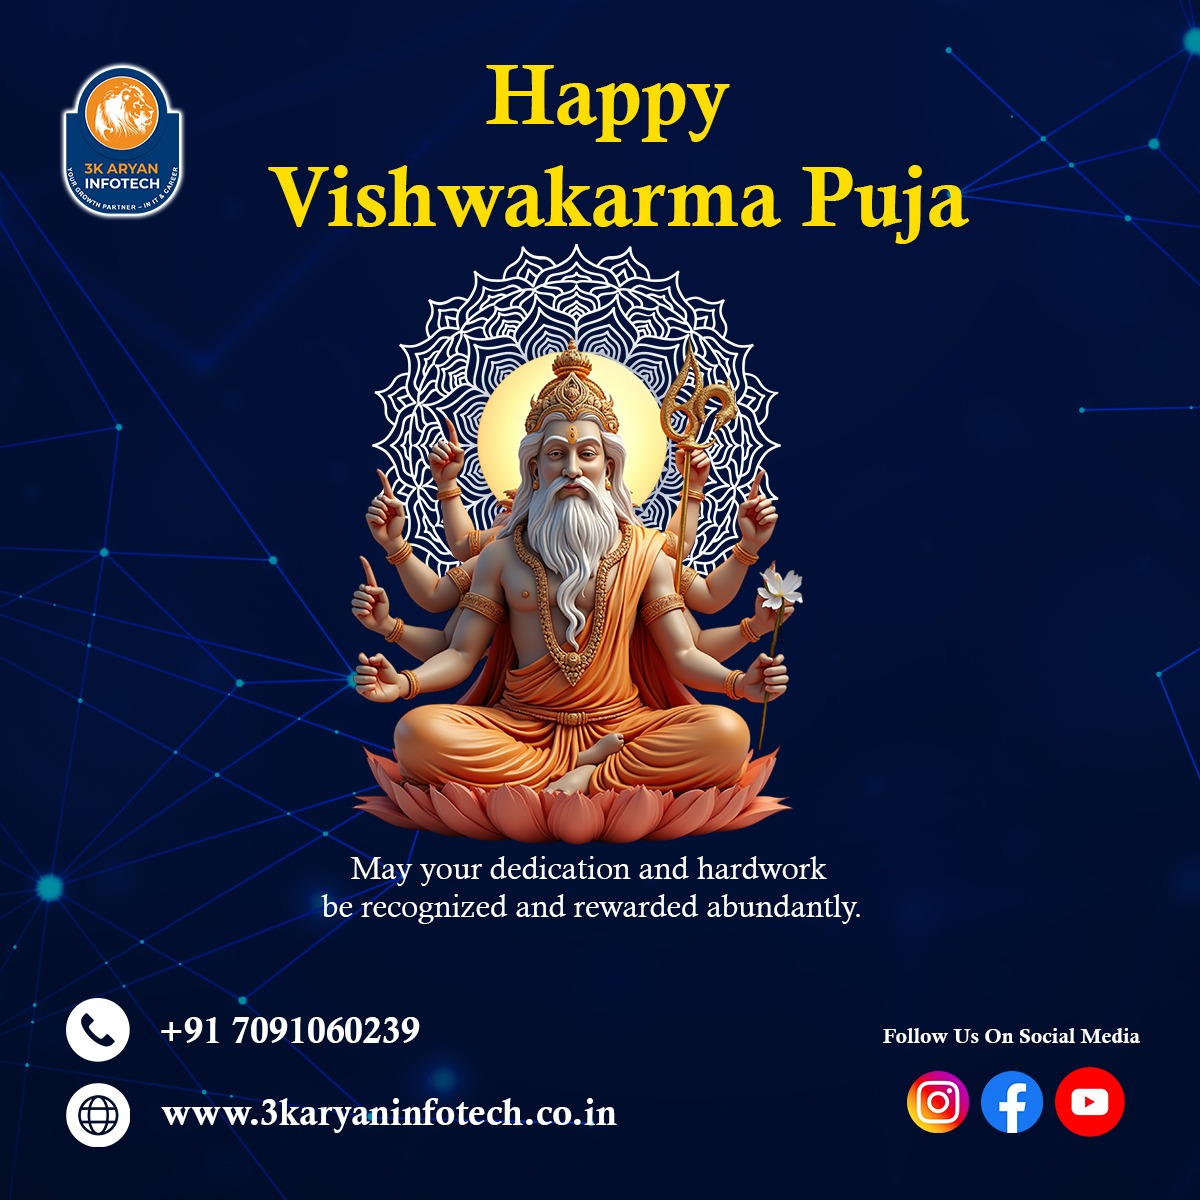 Happy
Vishwakarma Puja
3K ARYAN
INFOTECH
YOUR GROWTH PARTNER – IN IT & CAREER
May your dedication and hardwork
be recognized and rewarded abundantly.
+91 7091060239
www.3karyaninfotech.co.in
Follow Us On Social Media